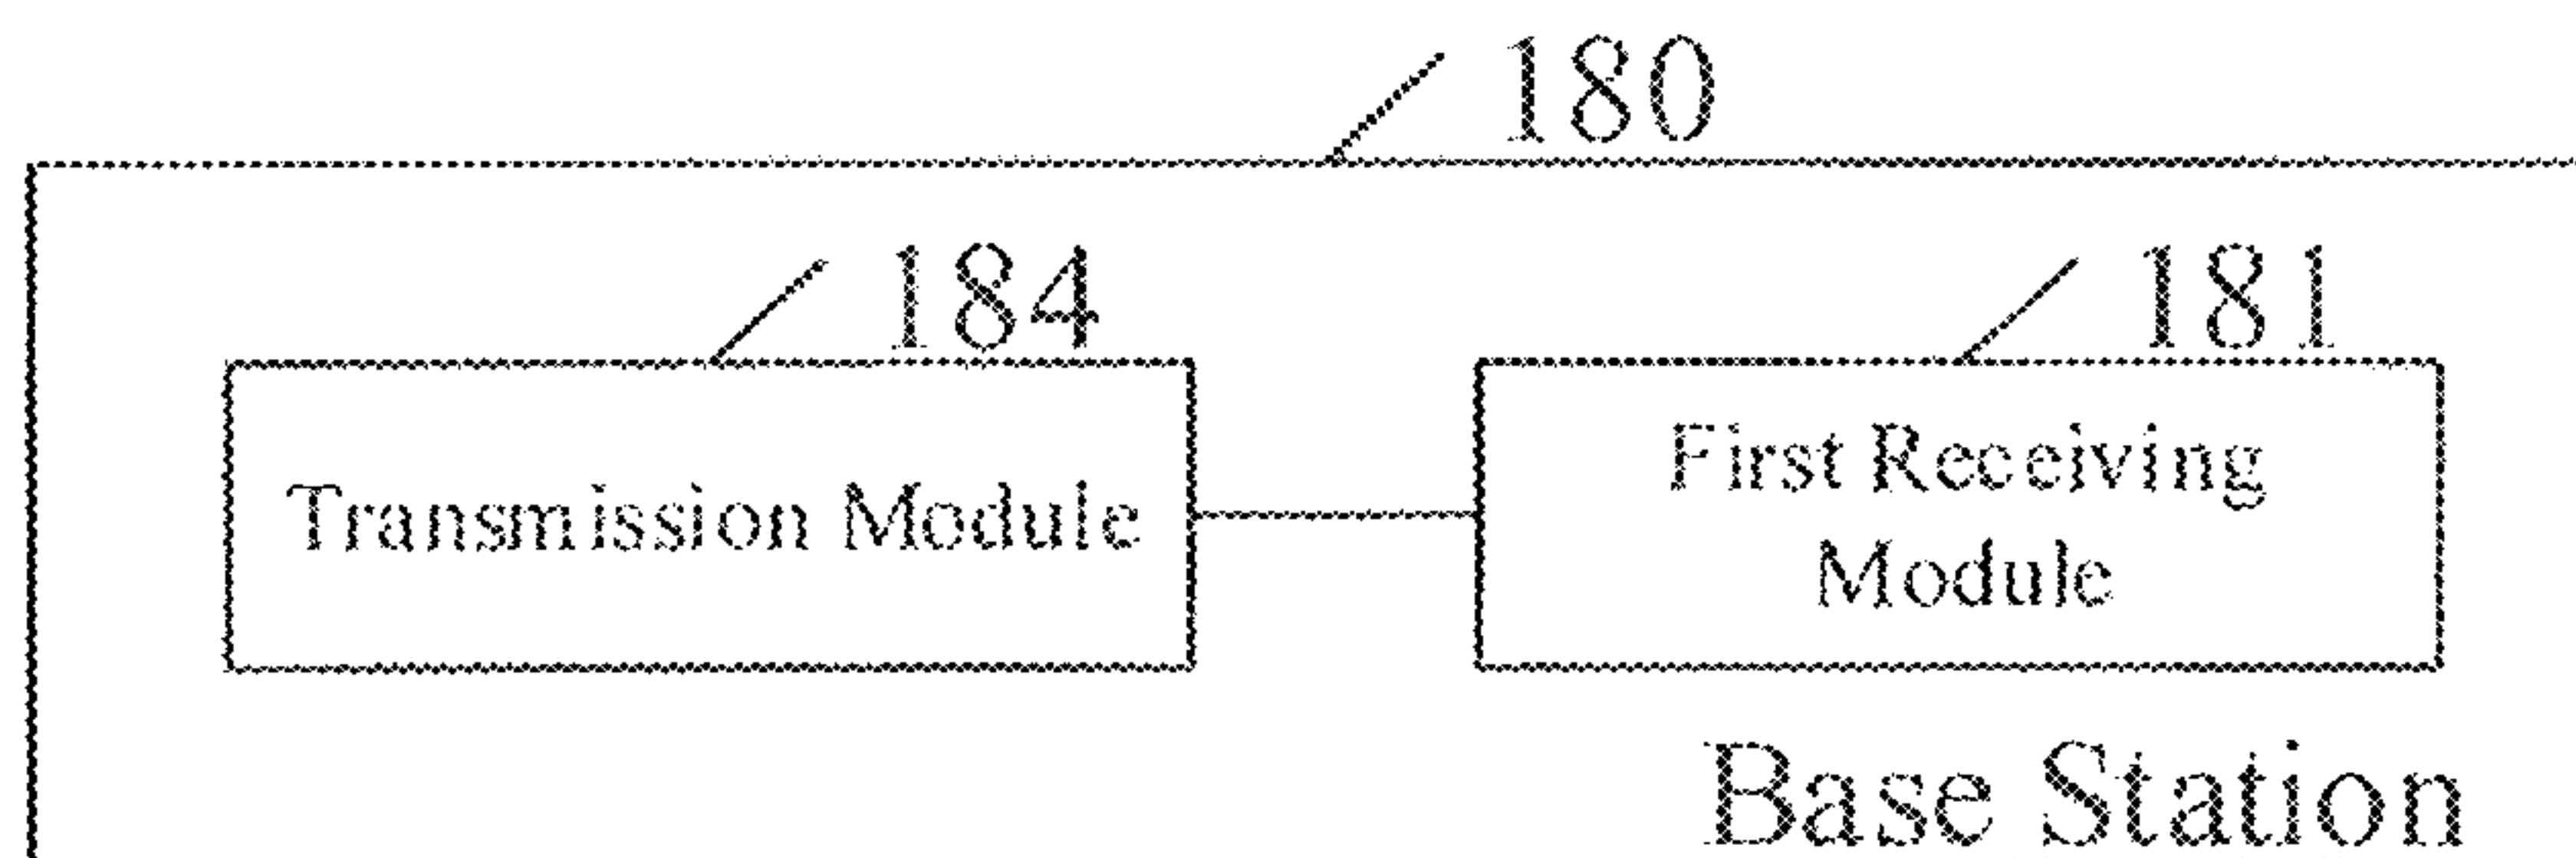 180
184
181
Transmission Module
First Receiving
Module
Base Station